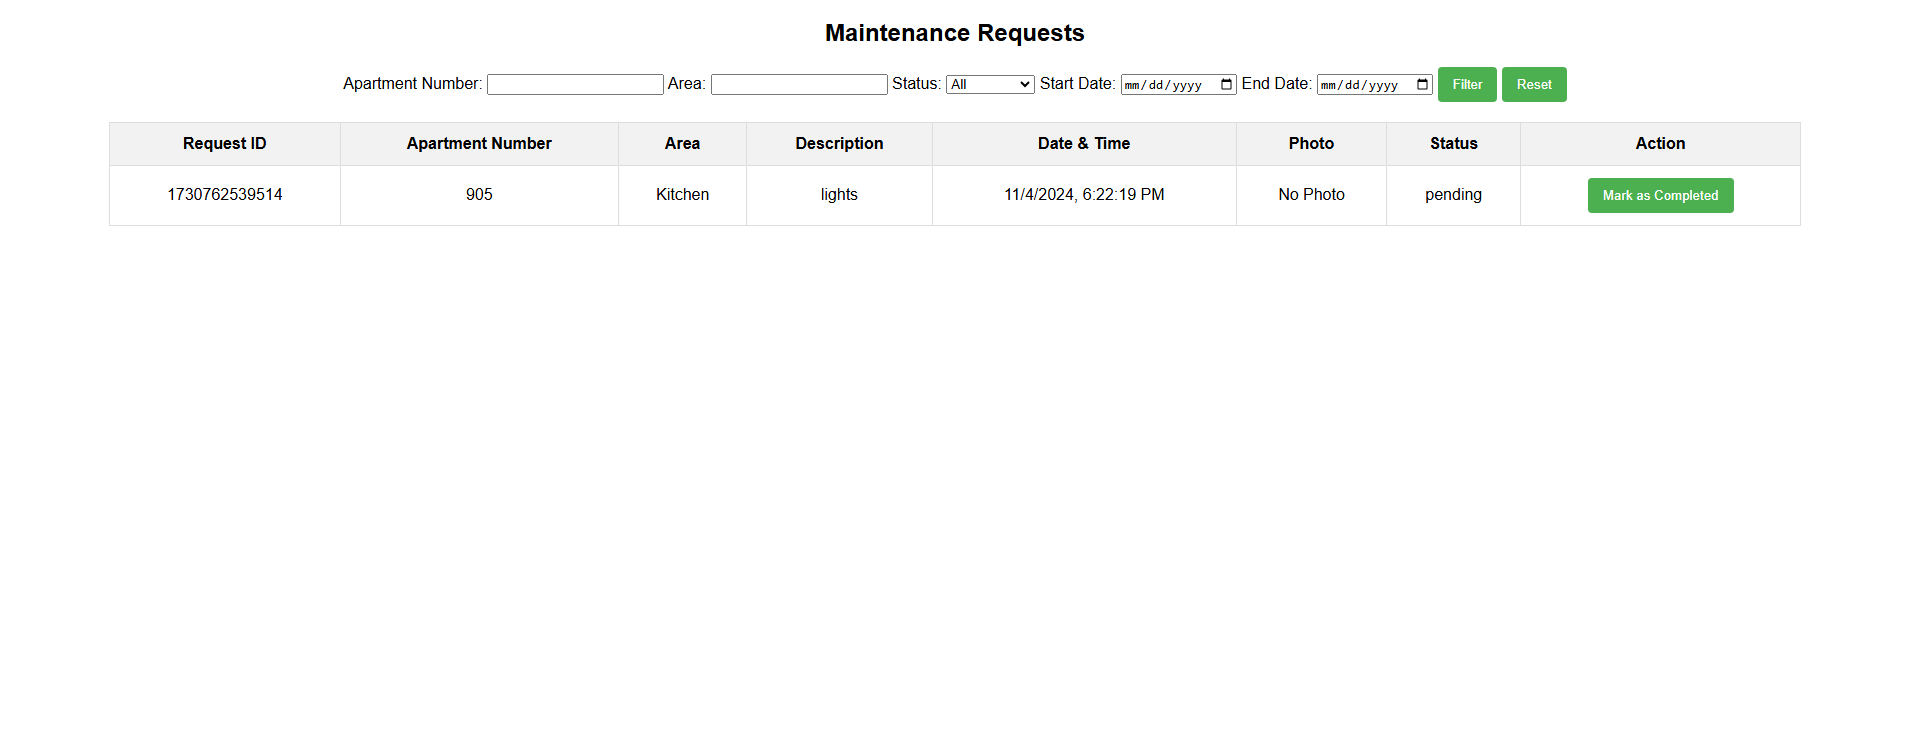 Maintenance Requests
Apartment Number: Area: Status: All Start Date: mm/dd/yyyy End Date: mm/dd/yyyy Filter Reset
Request ID Apartment Number Area Description Date & Time Photo Status Action
1730762539514 905 Kitchen lights 11/4/2024, 6:22:19 PM No Photo pending Mark as Completed